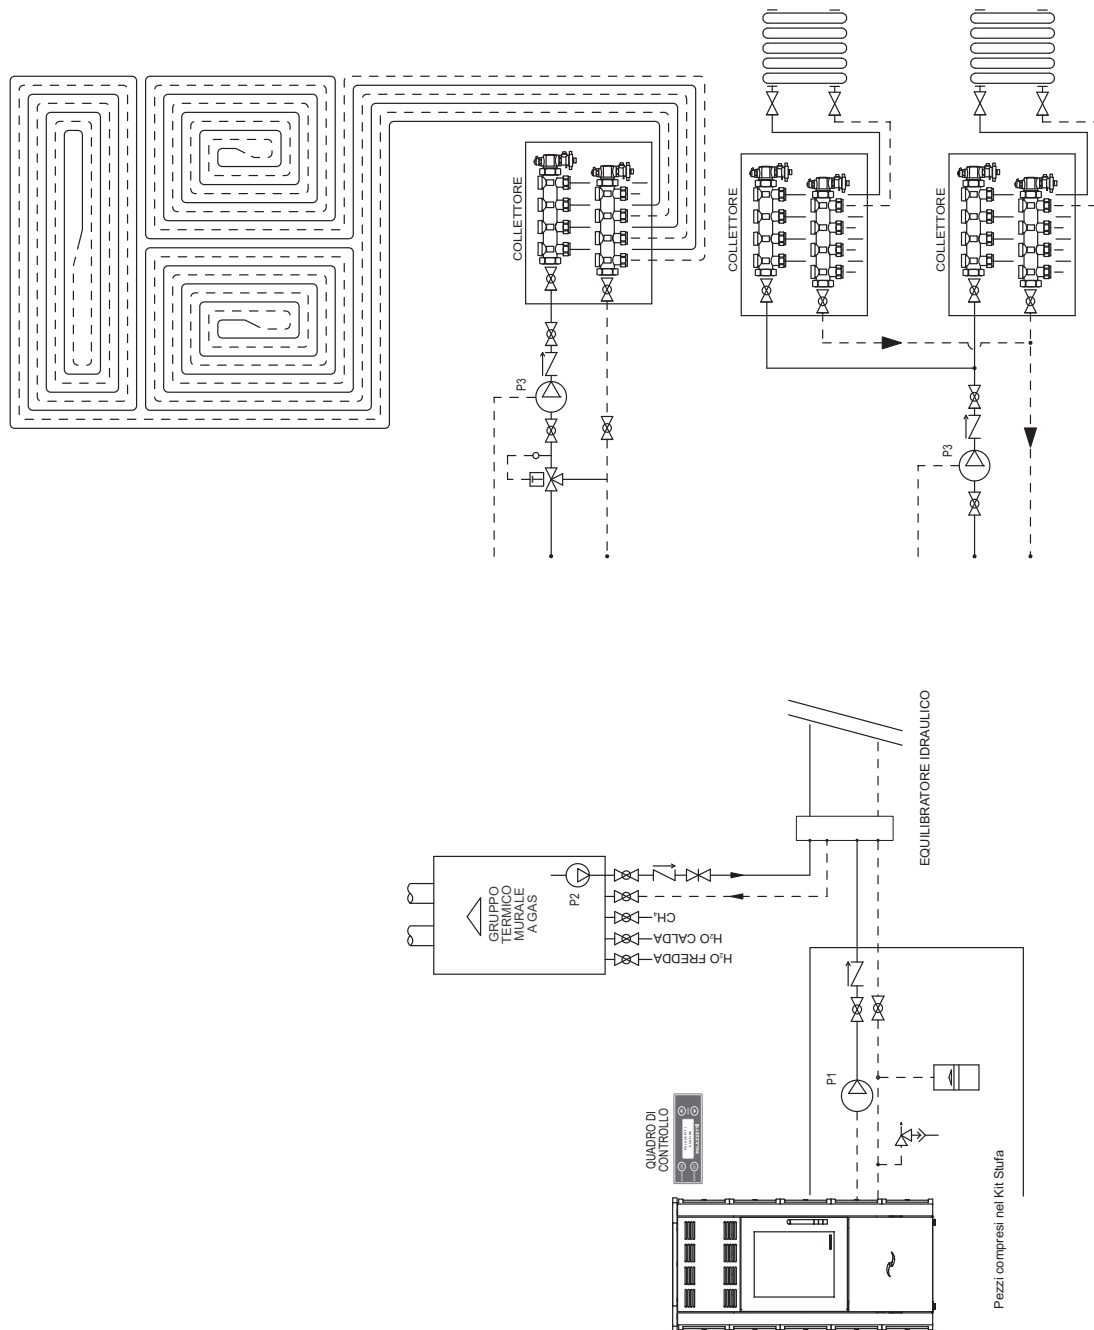 COLLETTORE
COLLETTORE
COLLETTORE
P3
P3
EQUILIBRATORE IDRAULICO
GRUPPO
TERMICO
MURALE
A GAS
P2
CH₄
H₂O CALDA
H₂O FREDDA
P1
QUADRO DI
CONTROLLO
Pezzi compresi nel Kit Stufa